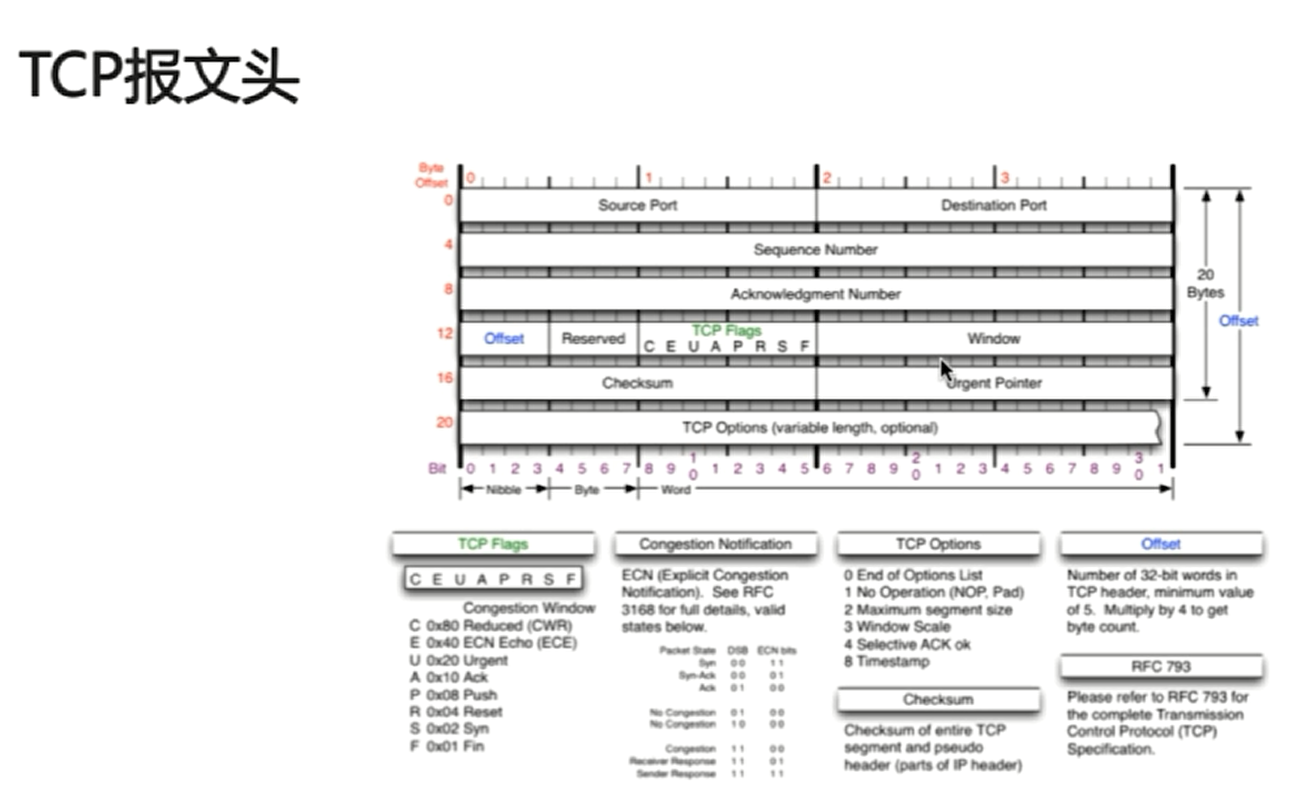 TCP报文头
Byte
Offset
0 1 2 3
0
Source Port Destination Port
4
Sequence Number
8
Acknowledgment Number
20
Bytes
Offset
12
Offset Reserved TCP Flags Window
C E U A P R S F
16
Checksum Urgent Pointer
20
TCP Options (variable length, optional)
Bit 0 1 2 3 4 5 6 7 8 9 10 1 2 3 4 5 6 7 8 9 20 1 2 3 4 5 6 7 8 9 30 1
Nibble Byte Word
TCP Flags
C E U A P R S F
Congestion Window
C 0x80 Reduced (CWR)
E 0x40 ECN Echo (ECE)
U 0x20 Urgent
A 0x10 Ack
P 0x08 Push
R 0x04 Reset
S 0x02 Syn
F 0x01 Fin
Congestion Notification
ECN (Explicit Congestion
Notification). See RFC
3168 for full details, valid
states below.
Packet State DSB ECN bits
Syn 0 0 1 1
Syn-Ack 0 0 0 1
Ack 0 1 0 0
No Congestion 0 1 0 0
No Congestion 1 0 0 0
Congestion 1 1 0 0
Receiver Response 1 1 0 1
Sender Response 1 1 1 1
TCP Options
0 End of Options List
1 No Operation (NOP, Pad)
2 Maximum segment size
3 Window Scale
4 Selective ACK ok
8 Timestamp
Checksum
Checksum of entire TCP
segment and pseudo
header (parts of IP header)
Offset
Number of 32-bit words in
TCP header, minimum value
of 5. Multiply by 4 to get
byte count.
RFC 793
Please refer to RFC 793 for
the complete Transmission
Control Protocol (TCP)
Specification.